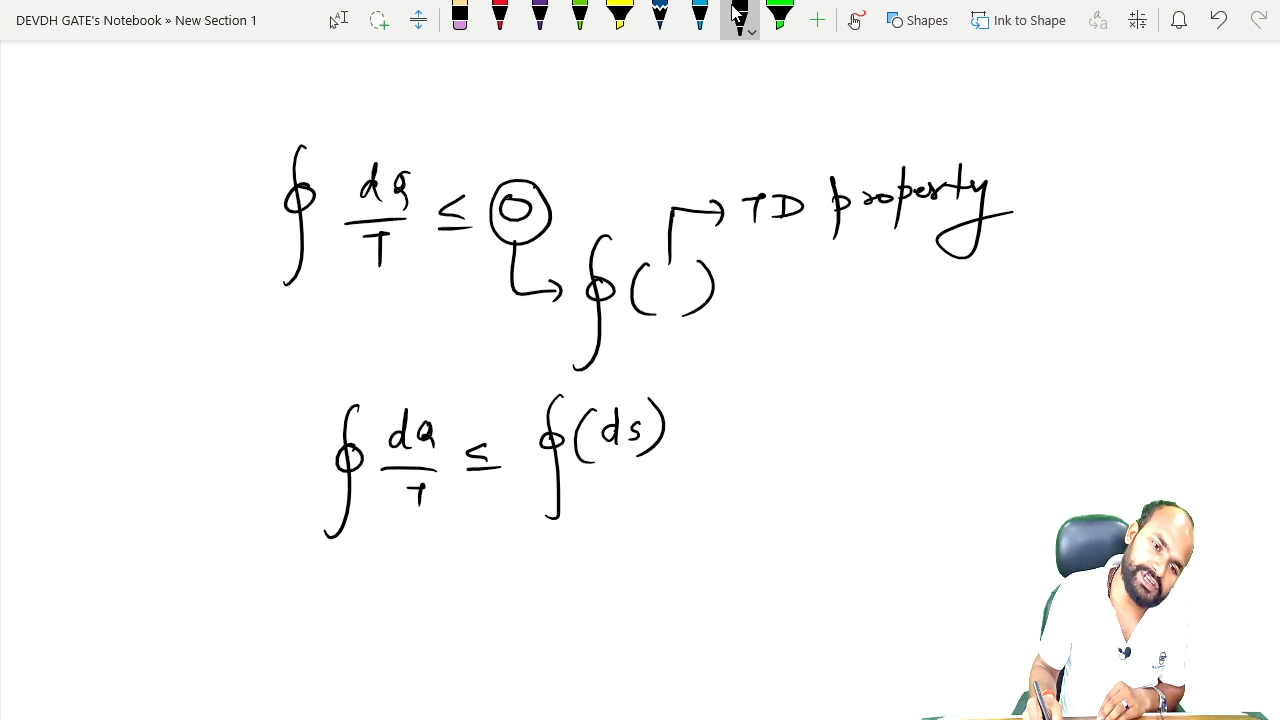 DEVDH GATE's Notebook » New Section 1
Shapes
Ink to Shape
∮ dQ/T ≤ 0
→ ∮ ( ) → TD property
∮ dQ/T ≤ ∮(ds)